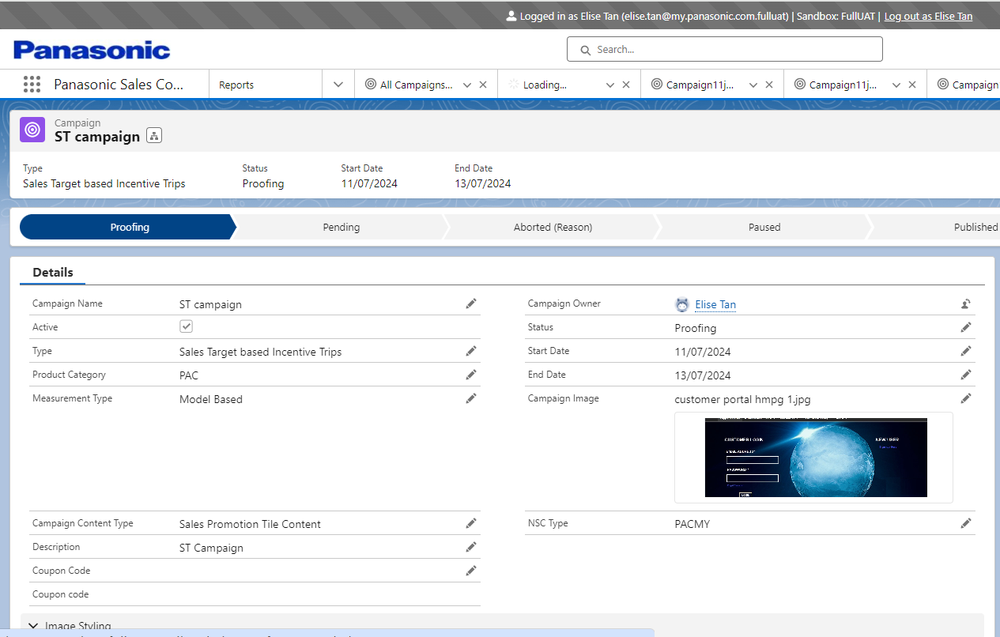 Logged in as Elise Tan (elise.tan@my.panasonic.com.fulluat) | Sandbox: FullUAT | Log out as Elise Tan
Panasonic
Search...
Panasonic Sales Co...
Reports
All Campaigns...
Loading...
Campaign11j...
Campaign11j...
Campaign
Campaign
ST campaign
Type
Status
Start Date
End Date
Sales Target based Incentive Trips
Proofing
11/07/2024
13/07/2024
Proofing
Pending
Aborted (Reason)
Paused
Published
Details
Campaign Name
ST campaign
Campaign Owner
Elise Tan
Active
Status
Proofing
Type
Sales Target based Incentive Trips
Start Date
11/07/2024
Product Category
PAC
End Date
13/07/2024
Measurement Type
Model Based
Campaign Image
customer portal hmpg 1.jpg
CUSTOMER LOGIN
NEW USER
EMAIL ADDRESS*
PASSWORD *
LOGIN
Campaign Content Type
Sales Promotion Tile Content
NSC Type
PACMY
Description
ST Campaign
Coupon Code
Coupon code
Image Styling